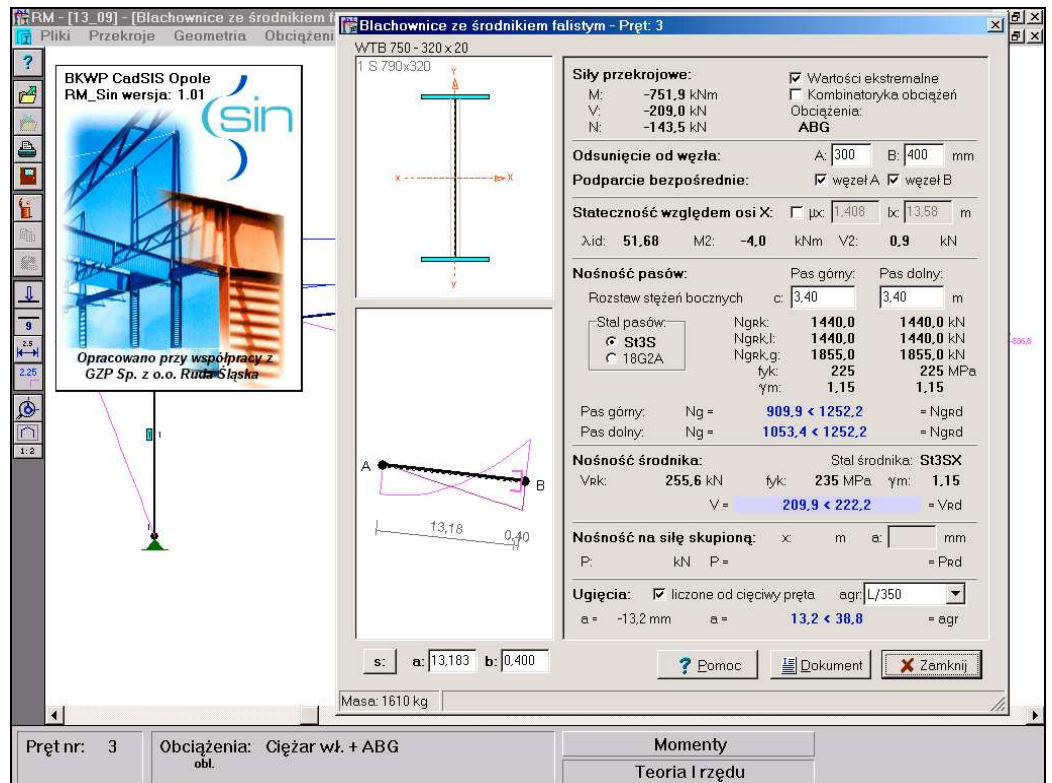 RM - [13_09] - [Blachownice ze środnikiem f
Pliki Przekroje Geometria Obciążeni
BKWP CadSIS Opole
RM_Sin wersja: 1.01
sin
Opracowano przy współpracy z
GZP Sp. z o.o. Ruda Śląska
9
2.5
2.25
1:2
1
1
-836,8
Blachownice ze środnikiem falistym - Pręt: 3
WTB 750 - 320 x 20
1 S 790x320
Y
x x
y
A B
13,18 0,40
s: a: 13,183 b: 0,400
Masa: 1610 kg
Siły przekrojowe: Wartości ekstremalne
M: -751,9 kNm Kombinatoryka obciążeń
V: -209,0 kN Obciążenia:
N: -143,5 kN ABG
Odsunięcie od węzła: A: 300 B: 400 mm
Podparcie bezpośrednie: węzeł A węzeł B
Stateczność względem osi X: μx: 1,408 lx: 13,58 m
λid: 51,68 M2: -4,0 kNm V2: 0,9 kN
Nośność pasów: Pas górny: Pas dolny:
Rozstaw stężeń bocznych c: 3,40 3,40 m
Stal pasów: NgRk: 1440,0 1440,0 kN
St3S NgRk,l: 1440,0 1440,0 kN
18G2A NgRk,g: 1855,0 1855,0 kN
fyk: 225 225 MPa
γm: 1,15 1,15
Pas górny: Ng = 909,9 < 1252,2 = NgRd
Pas dolny: Ng = 1053,4 < 1252,2 = NgRd
Nośność środnika: Stal środnika: St3SX
VRk: 255,6 kN fyk: 235 MPa γm: 1,15
V = 209,9 < 222,2 = VRd
Nośność na siłę skupioną: x: m a: mm
P: kN P = = PRd
Ugięcia: liczone od cięciwy pręta agr: L/350
a = -13,2 mm a = 13,2 < 38,8 = agr
? Pomoc Dokument Zamknij
Pręt nr: 3 Obciążenia: Ciężar wł. + ABG Momenty
obl. Teoria I rzędu